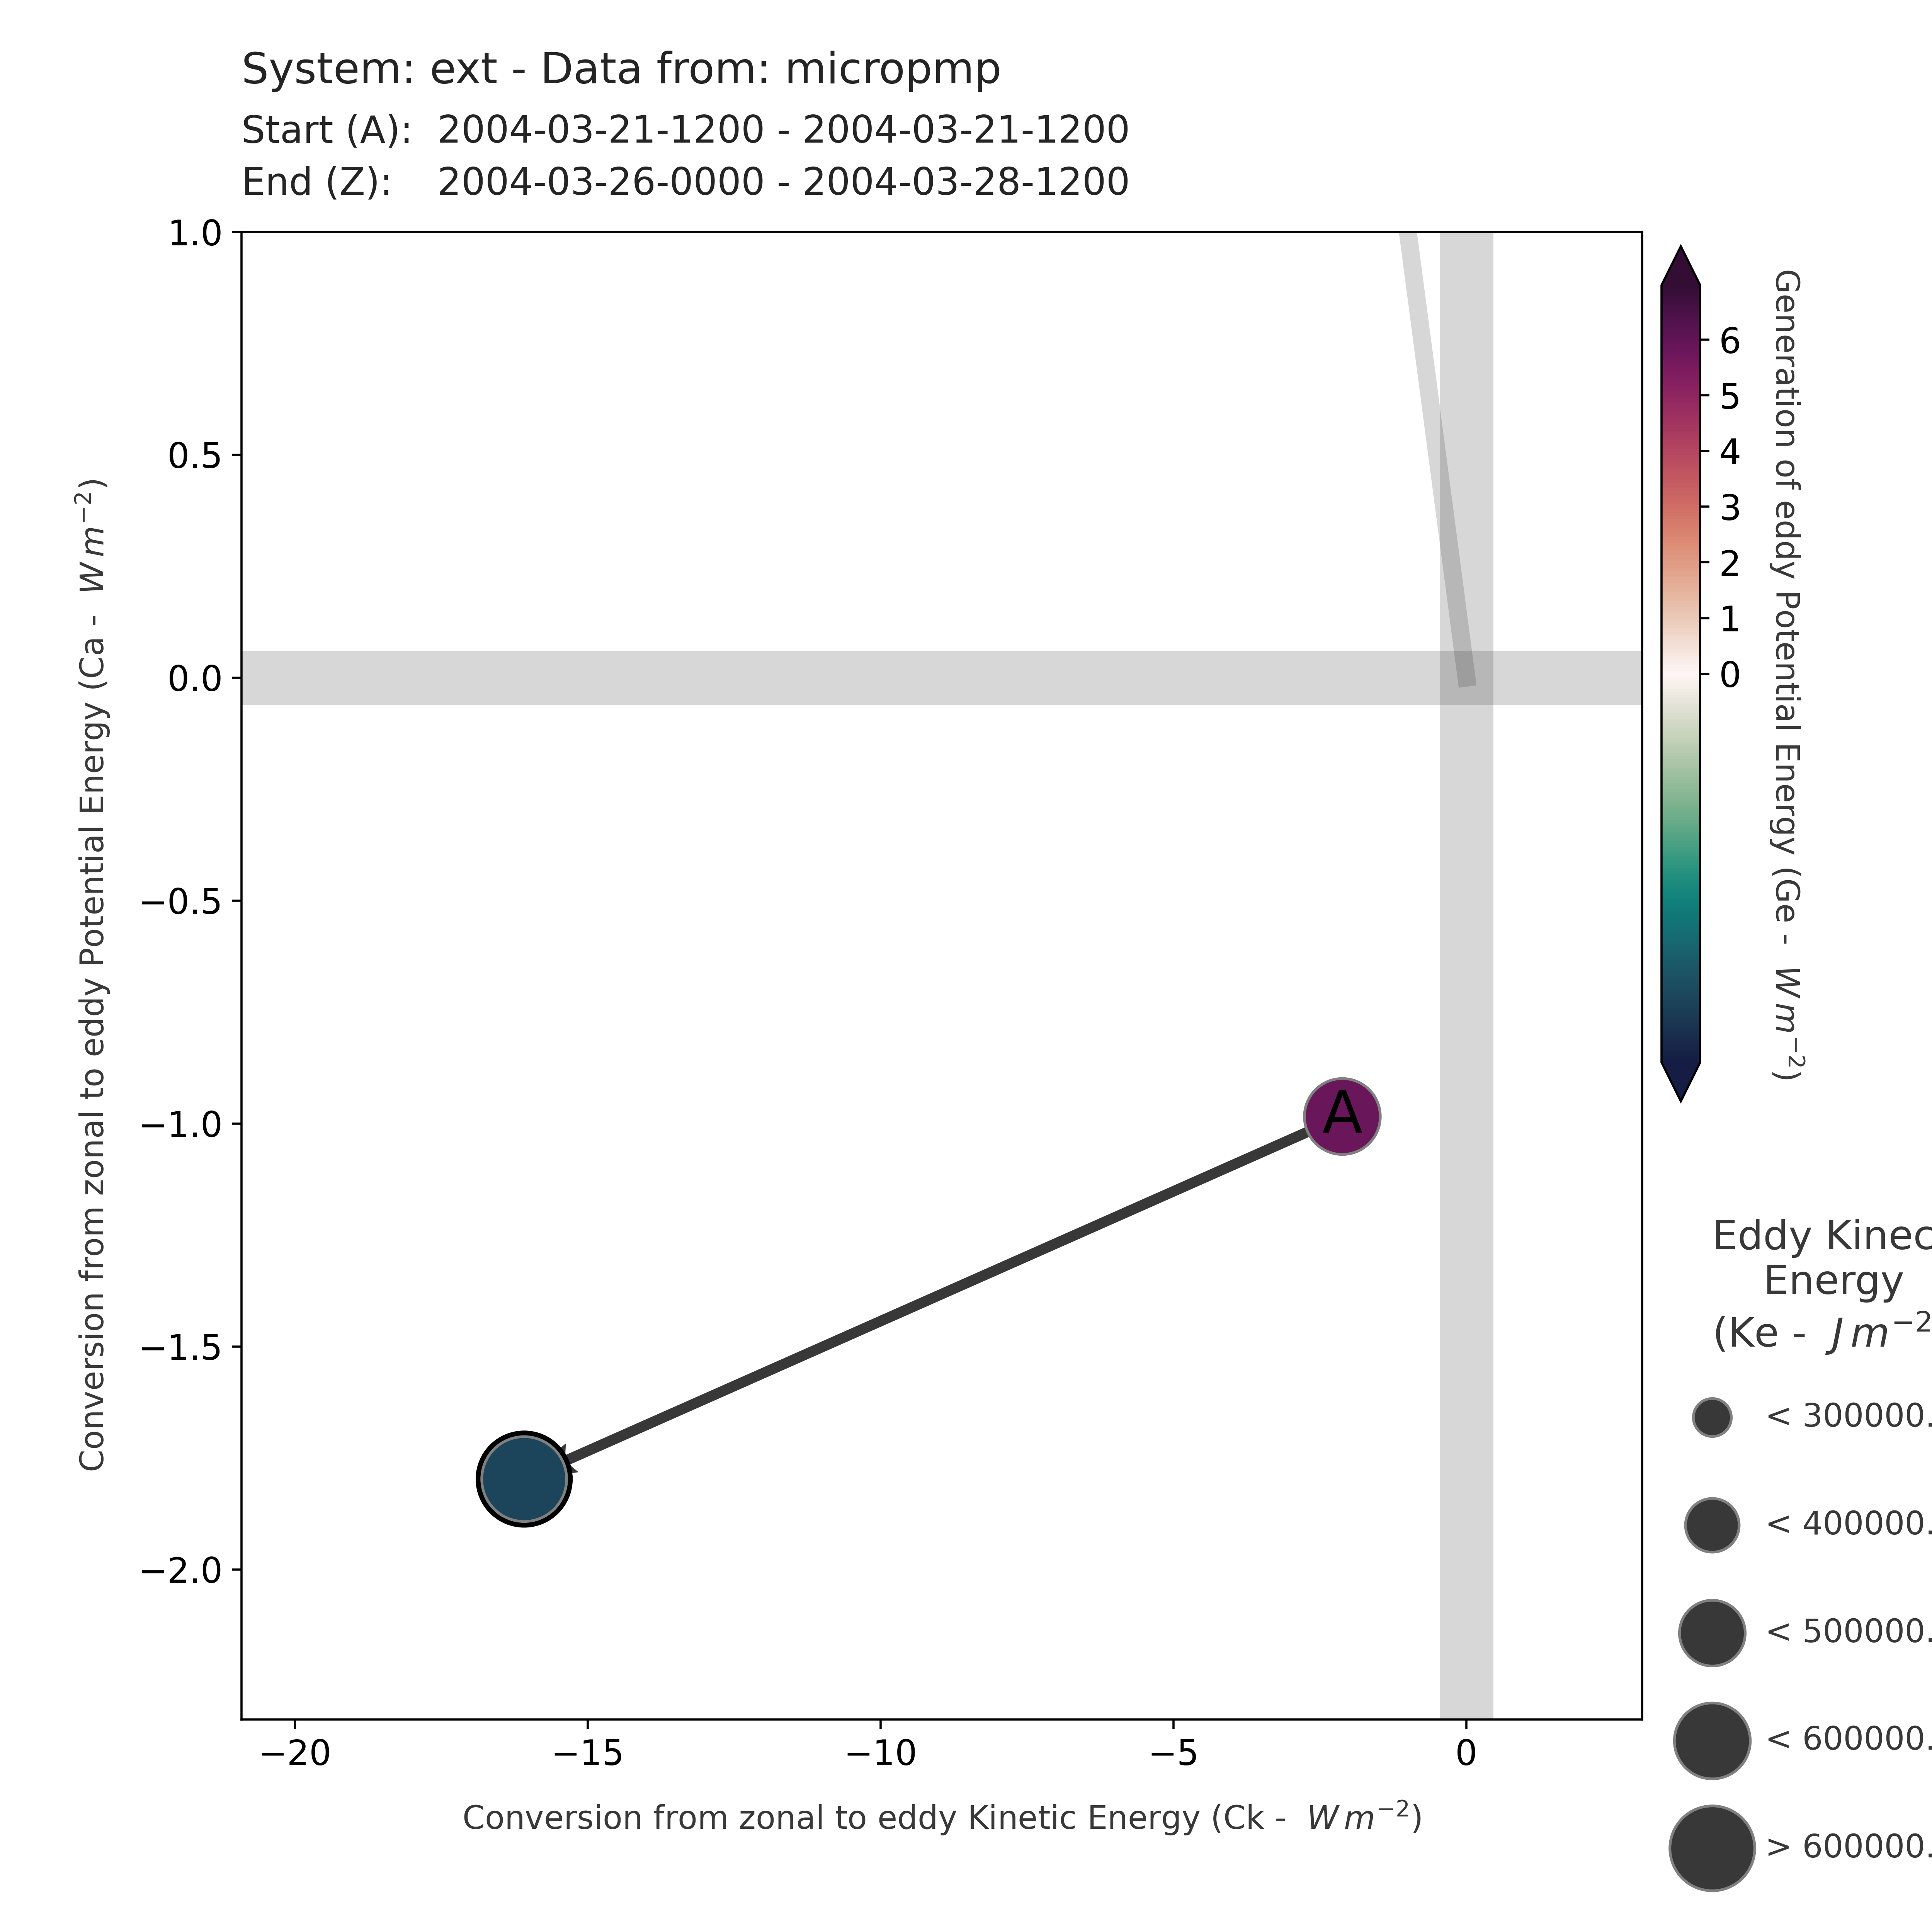 System: ext - Data from: micropmp
Start (A): 2004-03-21-1200 - 2004-03-21-1200
End (Z): 2004-03-26-0000 - 2004-03-28-1200
1.0
0.5
0.0
−0.5
−1.0
−1.5
−2.0
Conversion from zonal to eddy Potential Energy (Ca - W m⁻²)
A
−20
−15
−10
−5
0
Conversion from zonal to eddy Kinetic Energy (Ck - W m⁻²)
6
5
4
3
2
1
0
Generation of eddy Potential Energy (Ge - W m⁻²)
Eddy Kinec
Energy
(Ke - J m⁻²
< 300000.
< 400000.
< 500000.
< 600000.
> 600000.